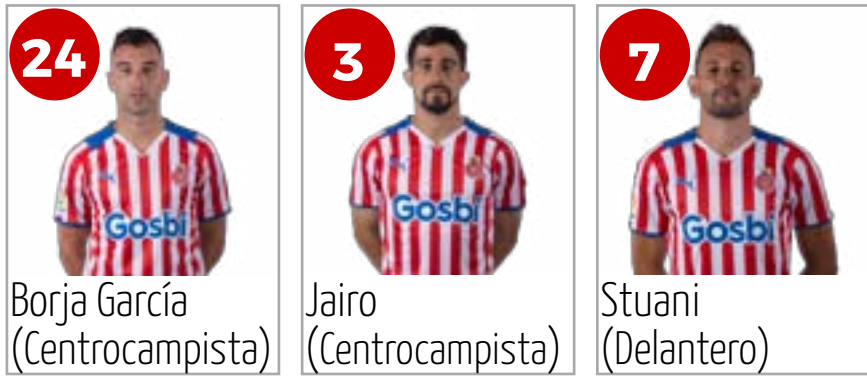 24
Gosbi
Borja García
(Centrocampista)
3
Gosbi
Jairo
(Centrocampista)
7
Gosbi
Stuani
(Delantero)